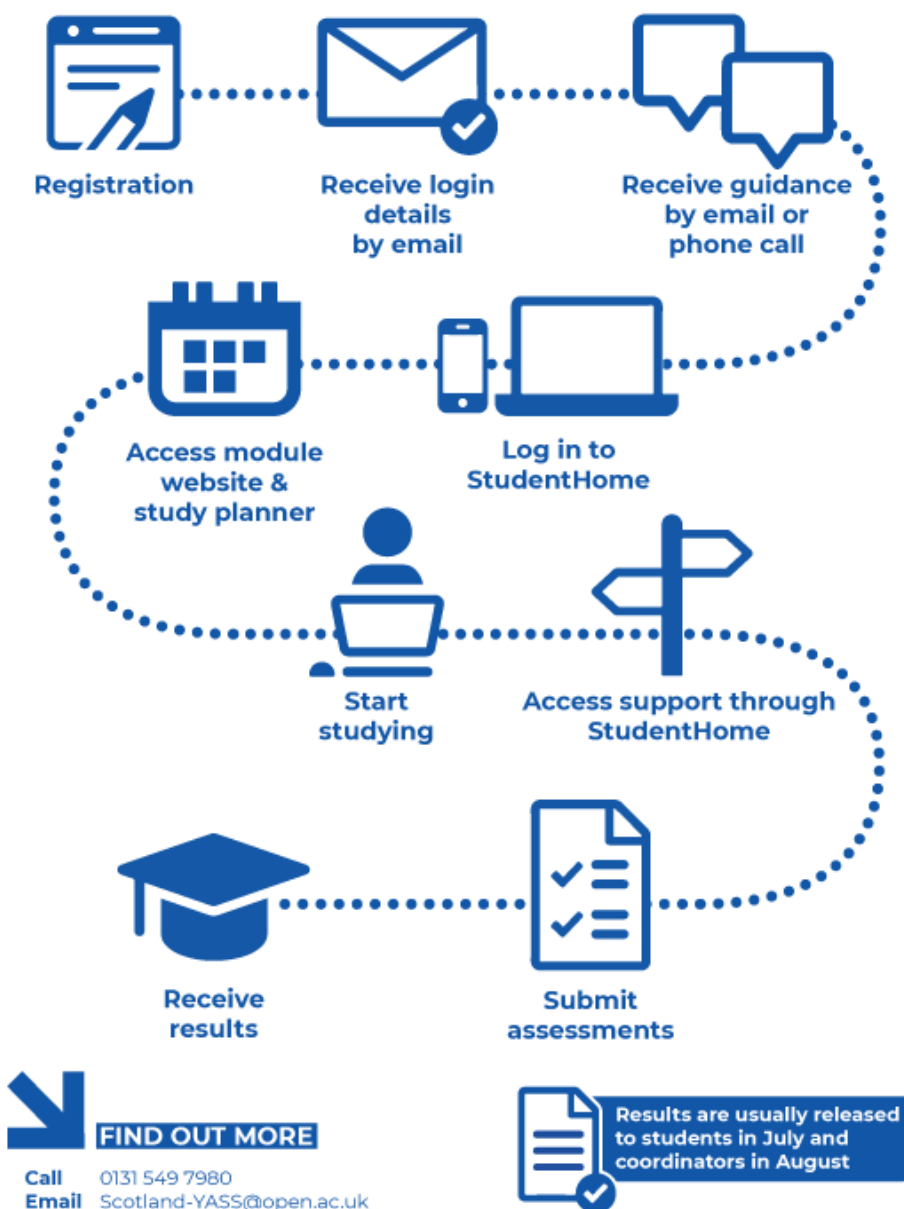 Registration
Receive login
details
by email
Receive guidance
by email or
phone call
Access module
website &
study planner
Log in to
StudentHome
Start
studying
Access support through
StudentHome
Receive
results
Submit
assessments
FIND OUT MORE
Call 0131 549 7980
Email Scotland-YASS@open.ac.uk
Results are usually released
to students in July and
coordinators in August